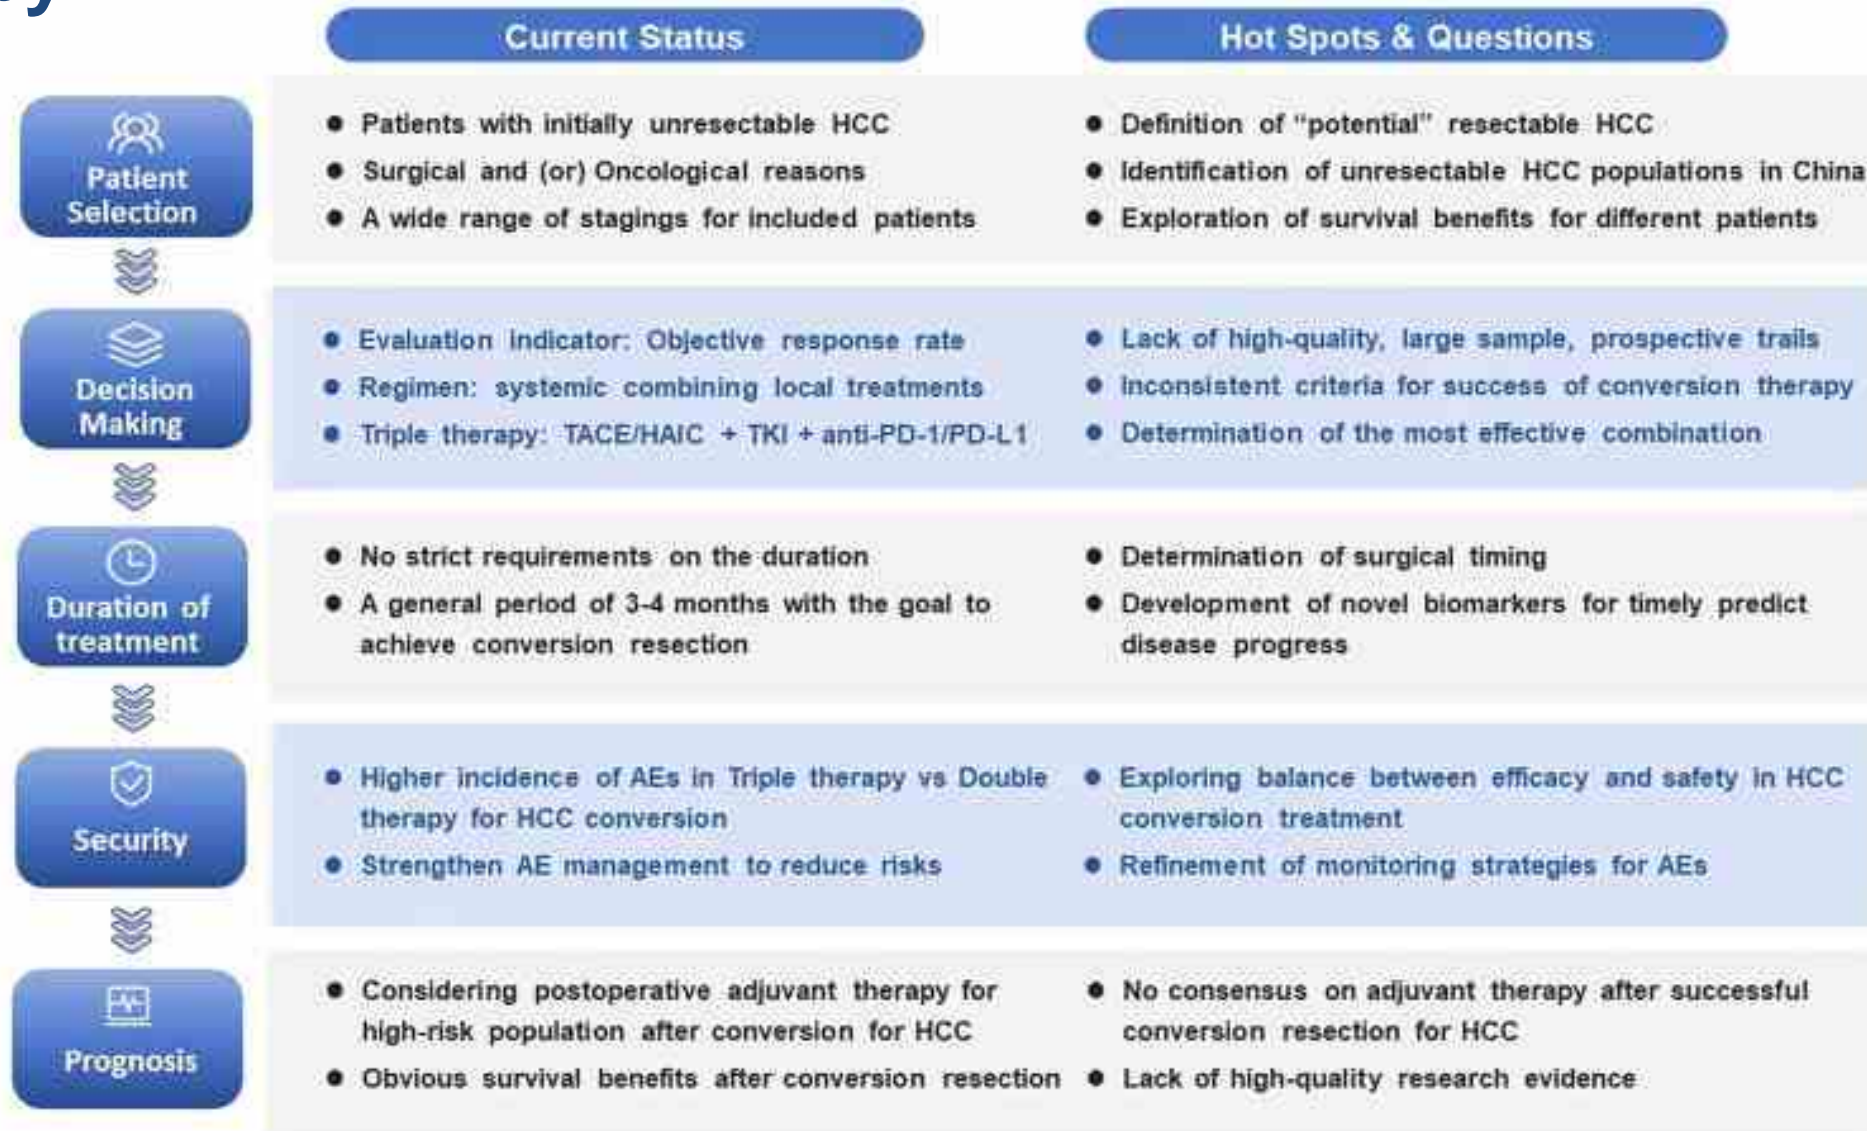 Current Status
Hot Spots & Questions
Patient
Selection
● Patients with initially unresectable HCC
● Surgical and (or) Oncological reasons
● A wide range of stagings for included patients
● Definition of “potential” resectable HCC
● Identification of unresectable HCC populations in China
● Exploration of survival benefits for different patients
Decision
Making
● Evaluation indicator: Objective response rate
● Regimen: systemic combining local treatments
● Triple therapy: TACE/HAIC + TKI + anti-PD-1/PD-L1
● Lack of high-quality, large sample, prospective trails
● Inconsistent criteria for success of conversion therapy
● Determination of the most effective combination
Duration of
treatment
● No strict requirements on the duration
● A general period of 3-4 months with the goal to
achieve conversion resection
● Determination of surgical timing
● Development of novel biomarkers for timely predict
disease progress
Security
● Higher incidence of AEs in Triple therapy vs Double
therapy for HCC conversion
● Strengthen AE management to reduce risks
● Exploring balance between efficacy and safety in HCC
conversion treatment
● Refinement of monitoring strategies for AEs
Prognosis
● Considering postoperative adjuvant therapy for
high-risk population after conversion for HCC
● Obvious survival benefits after conversion resection
● No consensus on adjuvant therapy after successful
conversion resection for HCC
● Lack of high-quality research evidence